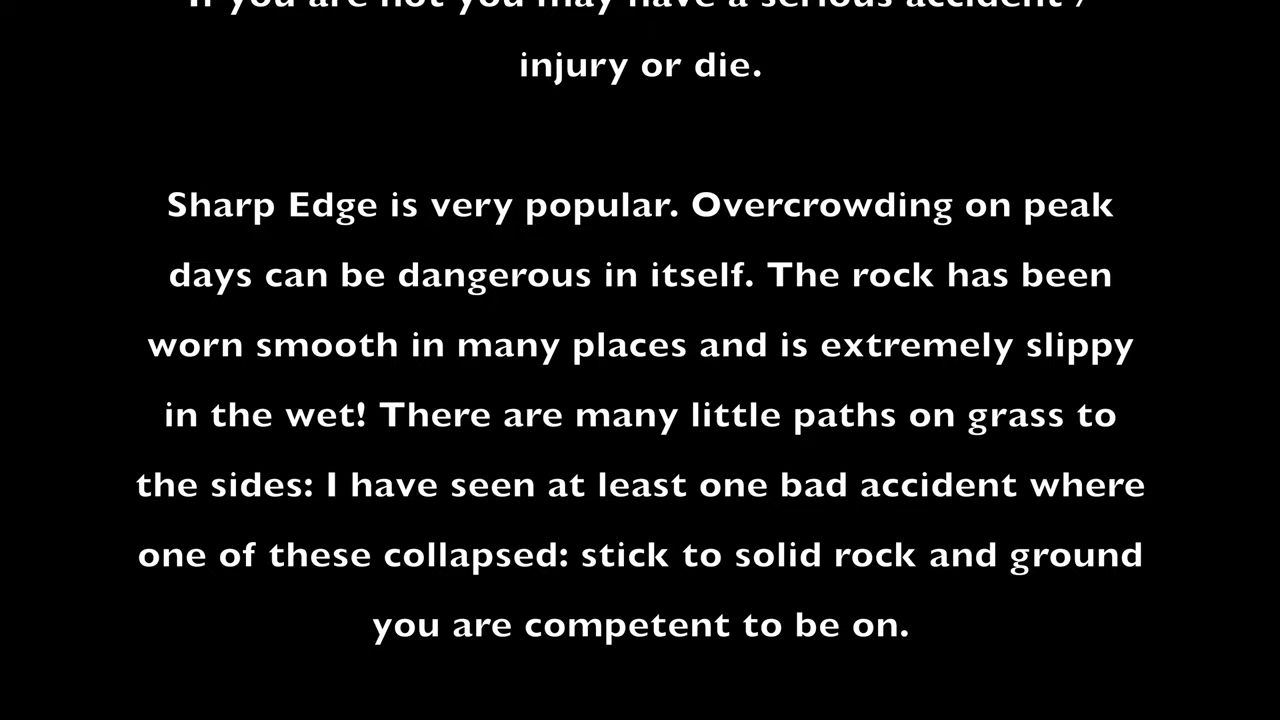 If you are not you may have a serious accident /
injury or die.
Sharp Edge is very popular. Overcrowding on peak
days can be dangerous in itself. The rock has been
worn smooth in many places and is extremely slippy
in the wet! There are many little paths on grass to
the sides: I have seen at least one bad accident where
one of these collapsed: stick to solid rock and ground
you are competent to be on.